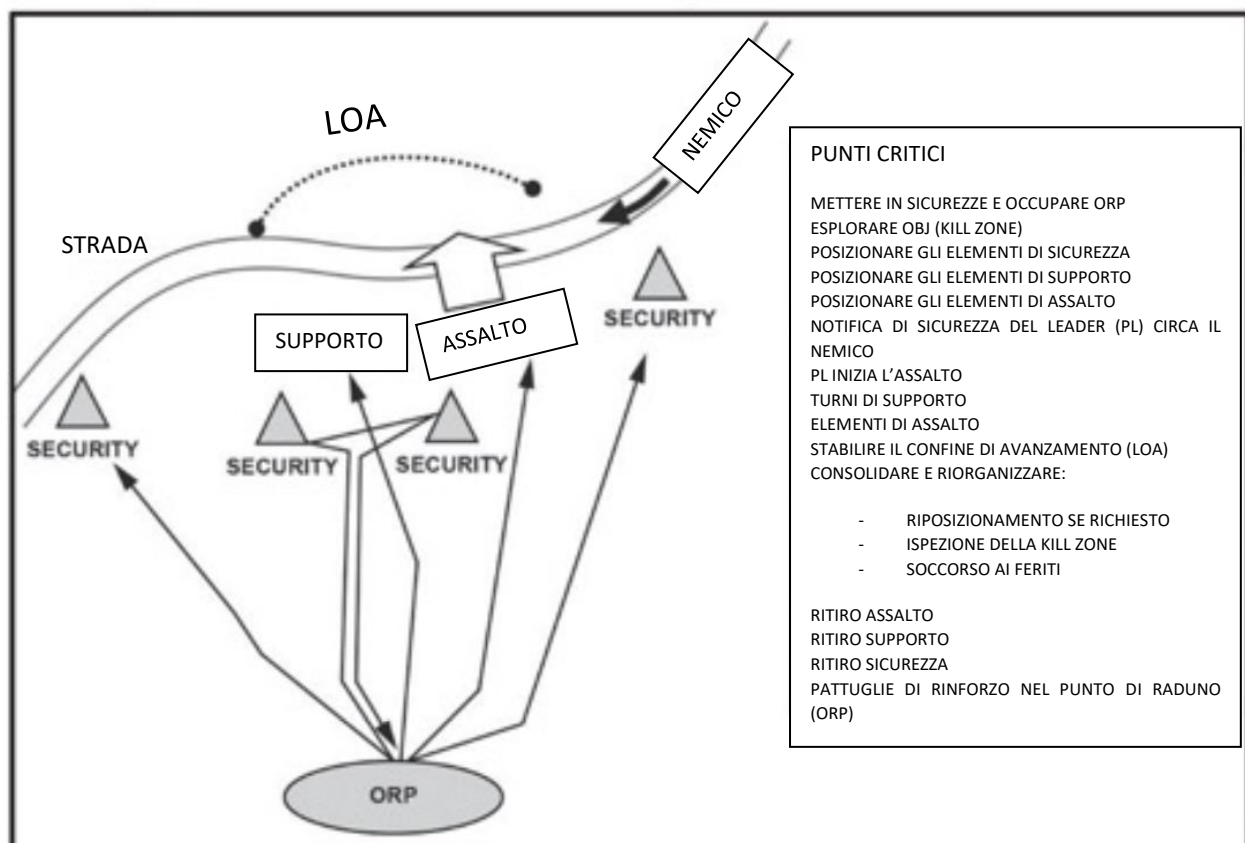 LOA
NEMICO
STRADA
SUPPORTO
ASSALTO
SECURITY
SECURITY
SECURITY
SECURITY
ORP
PUNTI CRITICI
METTERE IN SICUREZZE E OCCUPARE ORP
ESPLORARE OBJ (KILL ZONE)
POSIZIONARE GLI ELEMENTI DI SICUREZZA
POSIZIONARE GLI ELEMENTI DI SUPPORTO
POSIZIONARE GLI ELEMENTI DI ASSALTO
NOTIFICA DI SICUREZZA DEL LEADER (PL) CIRCA IL
NEMICO
PL INIZIA L’ASSALTO
TURNI DI SUPPORTO
ELEMENTI DI ASSALTO
STABILIRE IL CONFINE DI AVANZAMENTO (LOA)
CONSOLIDARE E RIORGANIZZARE:
- RIPOSIZIONAMENTO SE RICHIESTO
- ISPEZIONE DELLA KILL ZONE
- SOCCORSO AI FERITI
RITIRO ASSALTO
RITIRO SUPPORTO
RITIRO SICUREZZA
PATTUGLIE DI RINFORZO NEL PUNTO DI RADUNO
(ORP)